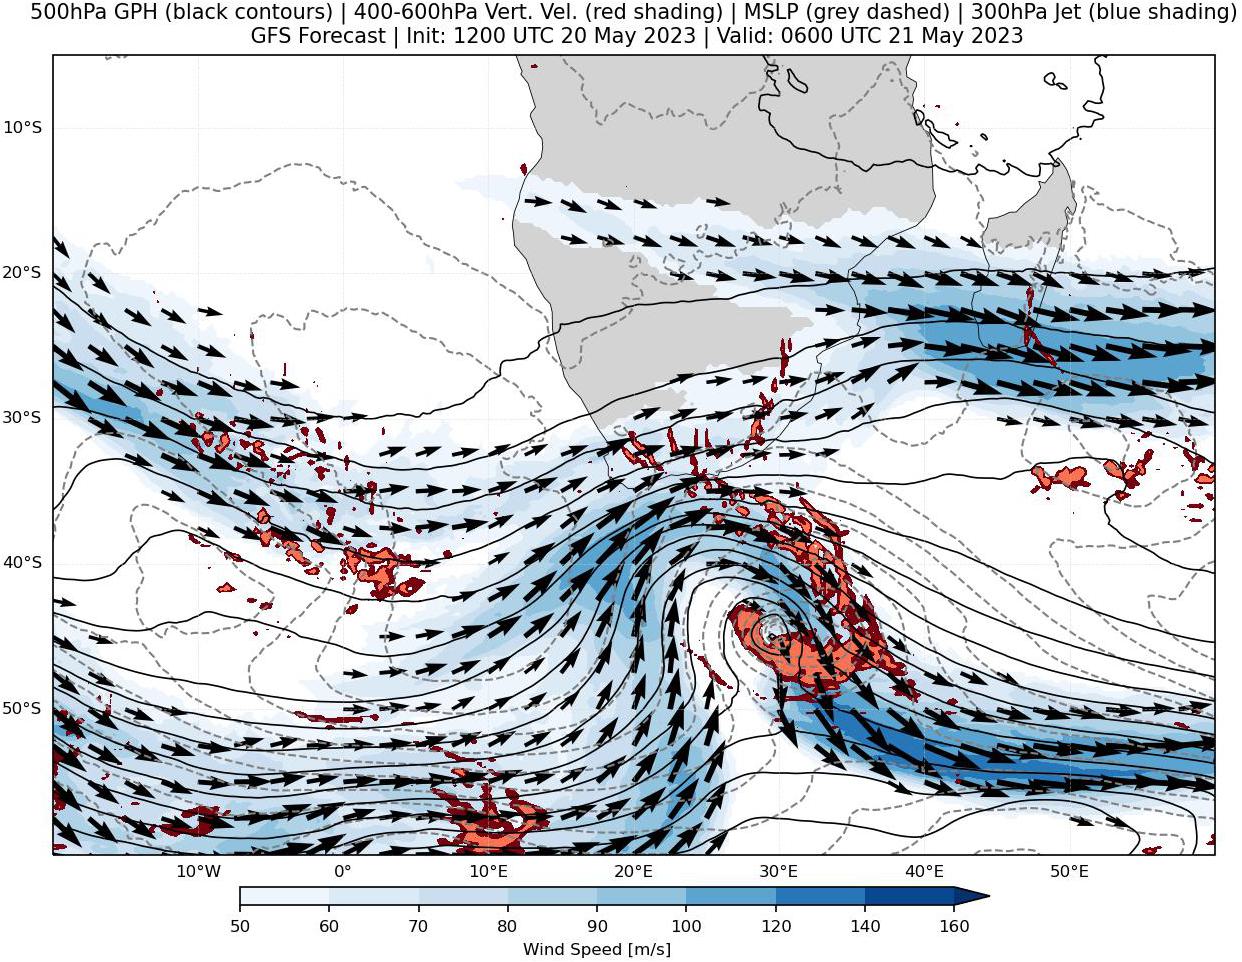 500hPa GPH (black contours) | 400-600hPa Vert. Vel. (red shading) | MSLP (grey dashed) | 300hPa Jet (blue shading)
GFS Forecast | Init: 1200 UTC 20 May 2023 | Valid: 0600 UTC 21 May 2023
10°S
20°S
30°S
40°S
50°S
10°W 0° 10°E 20°E 30°E 40°E 50°E
50 60 70 80 90 100 120 140 160
Wind Speed [m/s]